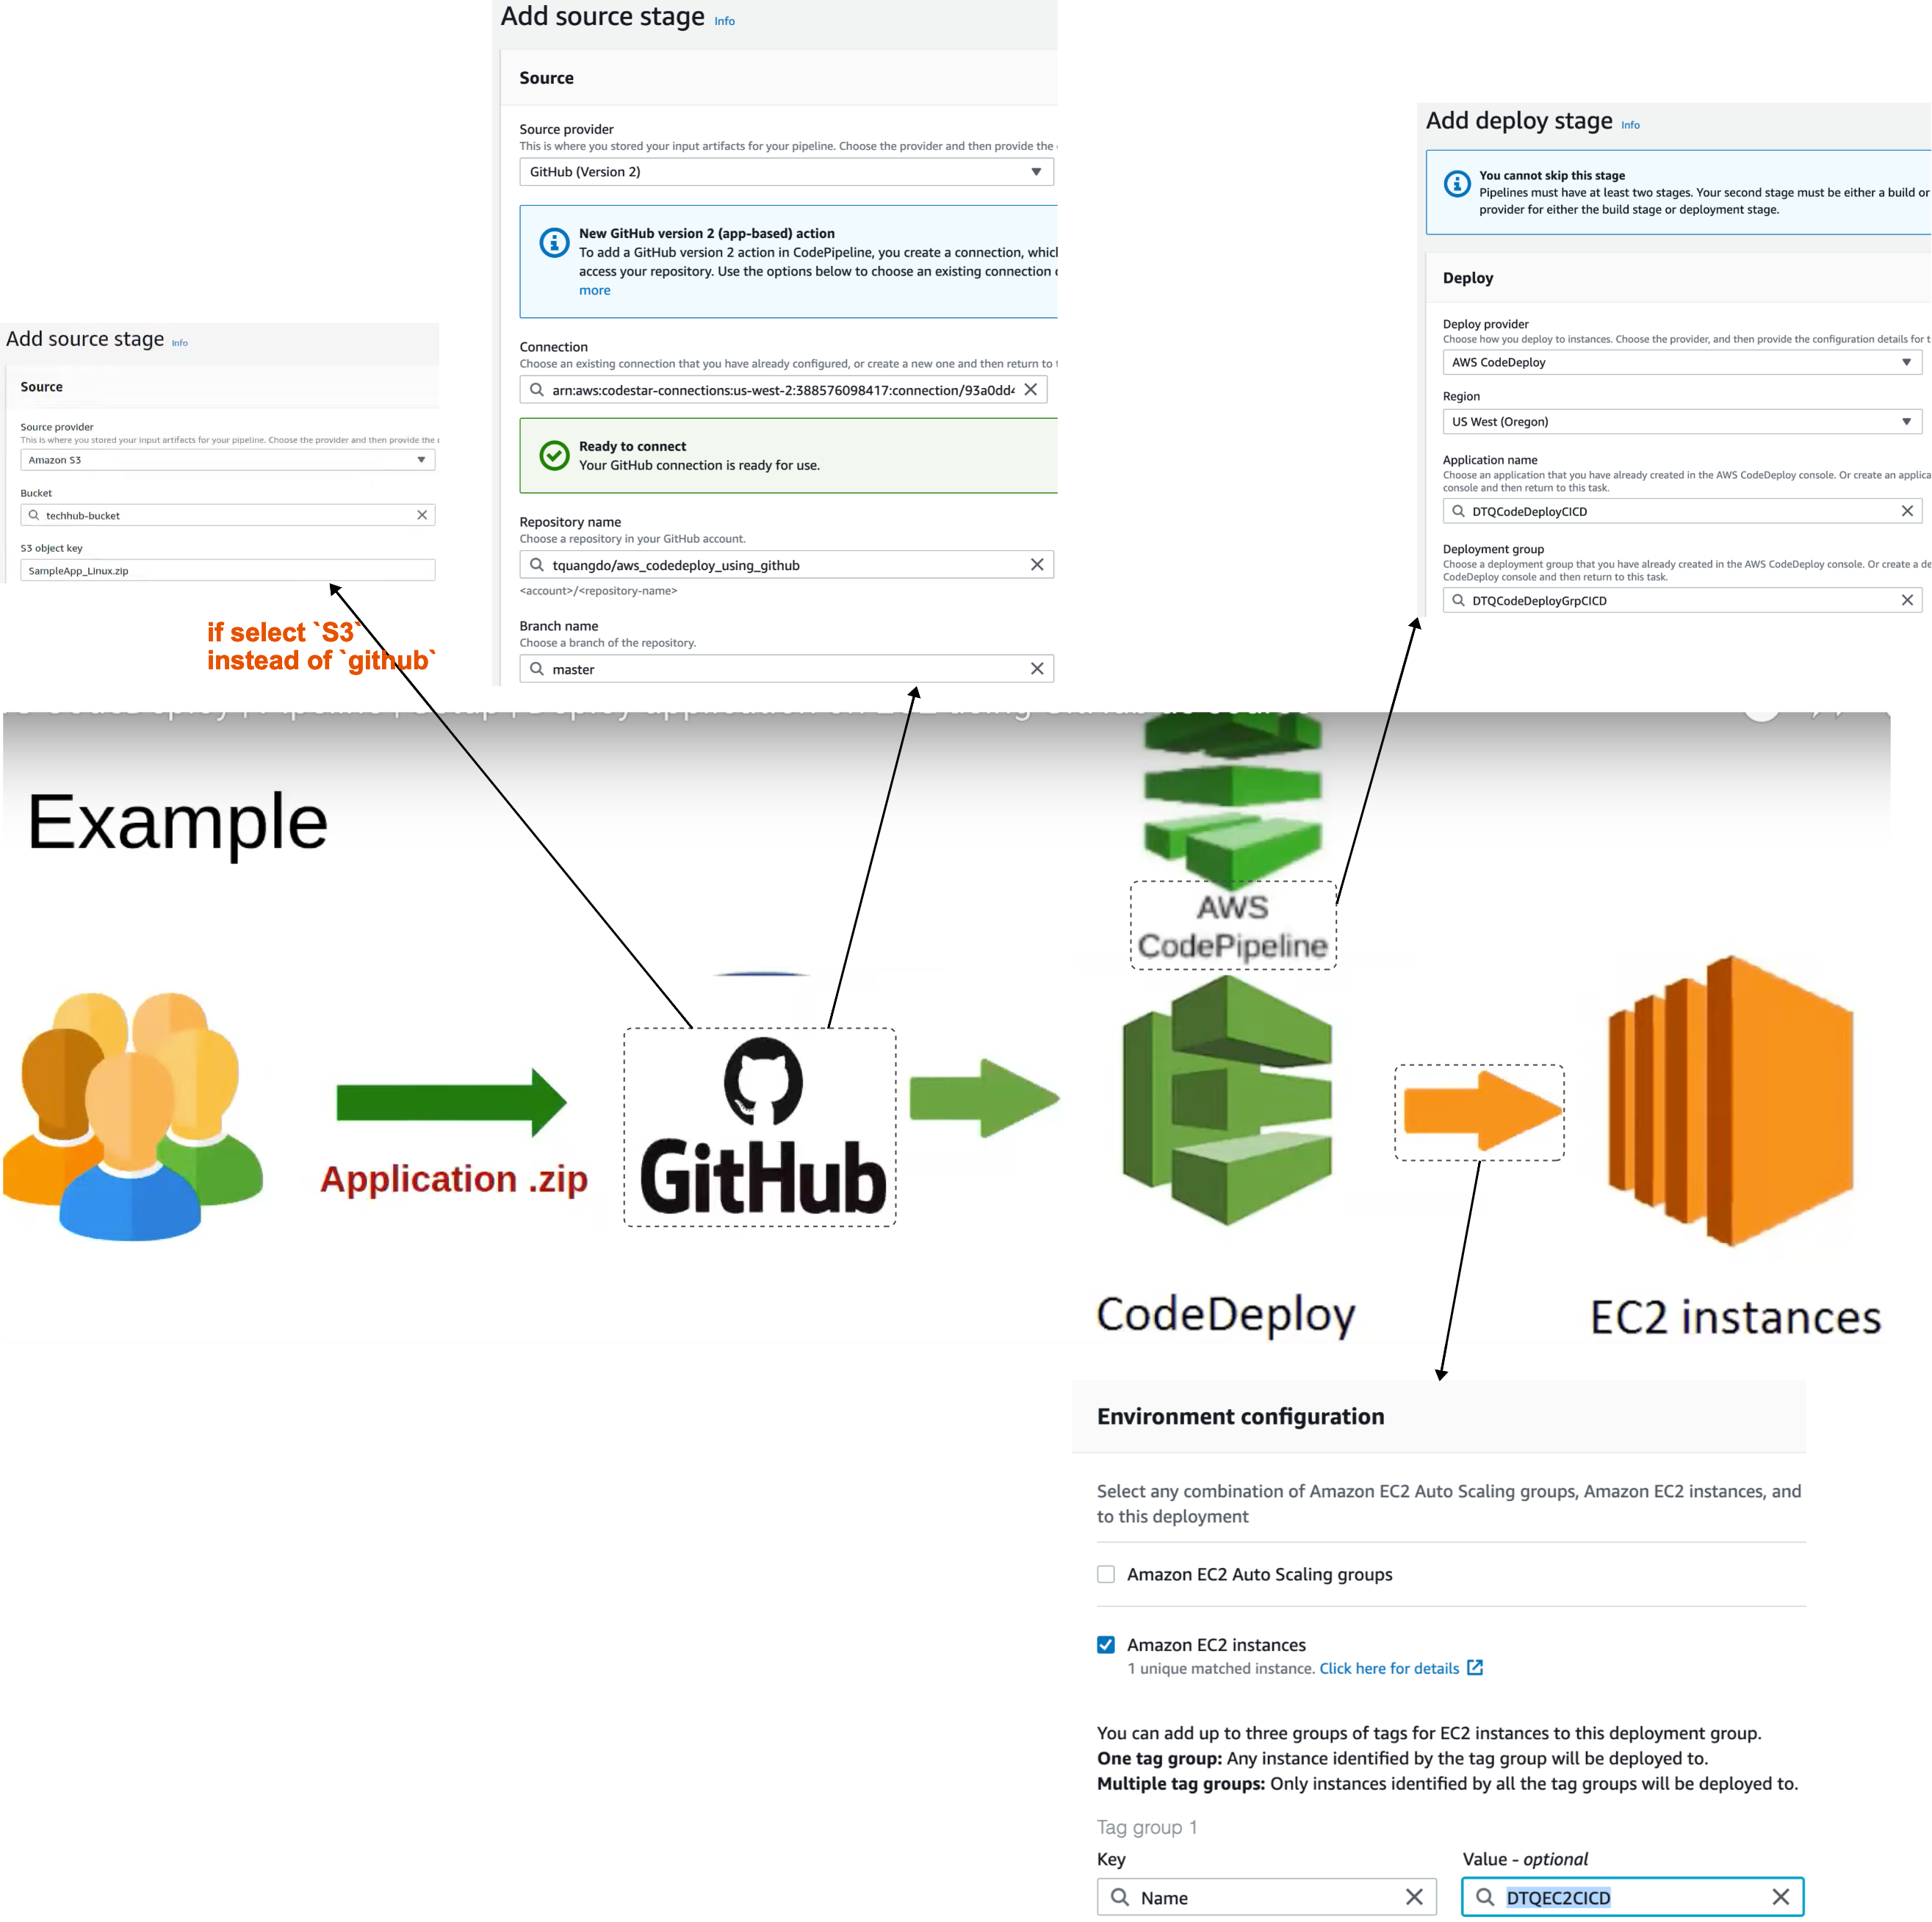 Add source stage Info
Source
Source provider
This is where you stored your input artifacts for your pipeline. Choose the provider and then provide the
GitHub (Version 2)
New GitHub version 2 (app-based) action
To add a GitHub version 2 action in CodePipeline, you create a connection, which
access your repository. Use the options below to choose an existing connection
more
Connection
Choose an existing connection that you have already configured, or create a new one and then return to
arn:aws:codestar-connections:us-west-2:388576098417:connection/93a0dd4
Ready to connect
Your GitHub connection is ready for use.
Repository name
Choose a repository in your GitHub account.
tquangdo/aws_codedeploy_using_github
<account>/<repository-name>
Branch name
Choose a branch of the repository.
master
Add deploy stage Info
You cannot skip this stage
Pipelines must have at least two stages. Your second stage must be either a build or
provider for either the build stage or deployment stage.
Deploy
Deploy provider
Choose how you deploy to instances. Choose the provider, and then provide the configuration details for
AWS CodeDeploy
Region
US West (Oregon)
Application name
Choose an application that you have already created in the AWS CodeDeploy console. Or create an
console and then return to this task.
DTQCodeDeployCICD
Deployment group
Choose a deployment group that you have already created in the AWS CodeDeploy console. Or create a
CodeDeploy console and then return to this task.
DTQCodeDeployGrpCICD
Add source stage Info
Source
Source provider
This is where you stored your input artifacts for your pipeline. Choose the provider and then provide the
Amazon S3
Bucket
techhub-bucket
S3 object key
SampleApp_Linux.zip
if select `S3`
instead of `github`
Example
AWS
CodePipeline
Application .zip
GitHub
CodeDeploy
EC2 instances
Environment configuration
Select any combination of Amazon EC2 Auto Scaling groups, Amazon EC2 instances, and
to this deployment
Amazon EC2 Auto Scaling groups
Amazon EC2 instances
1 unique matched instance. Click here for details
You can add up to three groups of tags for EC2 instances to this deployment group.
One tag group: Any instance identified by the tag group will be deployed to.
Multiple tag groups: Only instances identified by all the tag groups will be deployed to.
Tag group 1
Key
Value - optional
Name
DTQEC2CICD